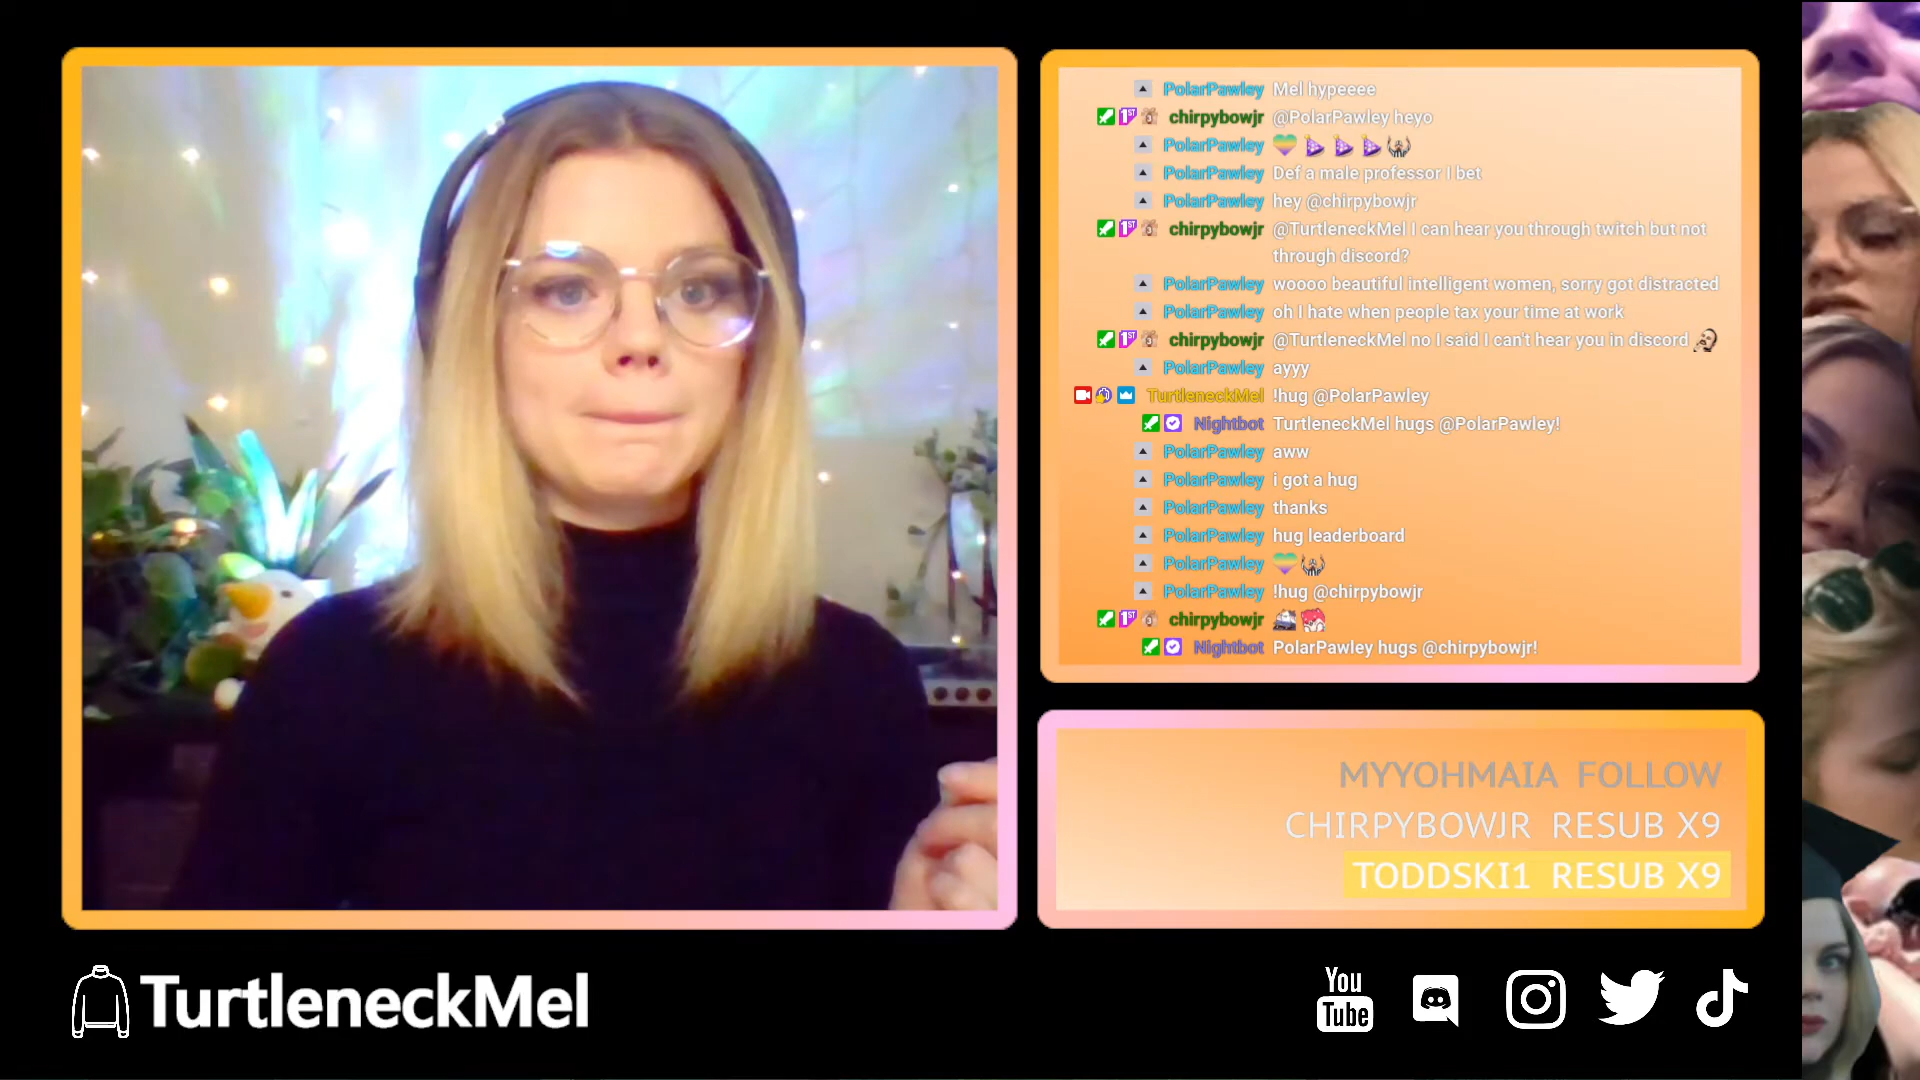 PolarPawley Mel hypeeee
1ST chirpybowjr @PolarPawley heyo
PolarPawley
PolarPawley Def a male professor I bet
PolarPawley hey @chirpybowjr
1ST chirpybowjr @TurtleneckMel I can hear you through twitch but not
through discord?
PolarPawley woooo beautiful intelligent women, sorry got distracted
PolarPawley oh I hate when people tax your time at work
1ST chirpybowjr @TurtleneckMel no I said I can't hear you in discord
PolarPawley ayyy
TurtleneckMel !hug @PolarPawley
Nightbot TurtleneckMel hugs @PolarPawley!
PolarPawley aww
PolarPawley i got a hug
PolarPawley thanks
PolarPawley hug leaderboard
PolarPawley
PolarPawley !hug @chirpybowjr
1ST chirpybowjr
Nightbot PolarPawley hugs @chirpybowjr!
MYYOHMAIA FOLLOW
CHIRPYBOWJR RESUB X9
TODDSKI1 RESUB X9
TurtleneckMel
You
Tube